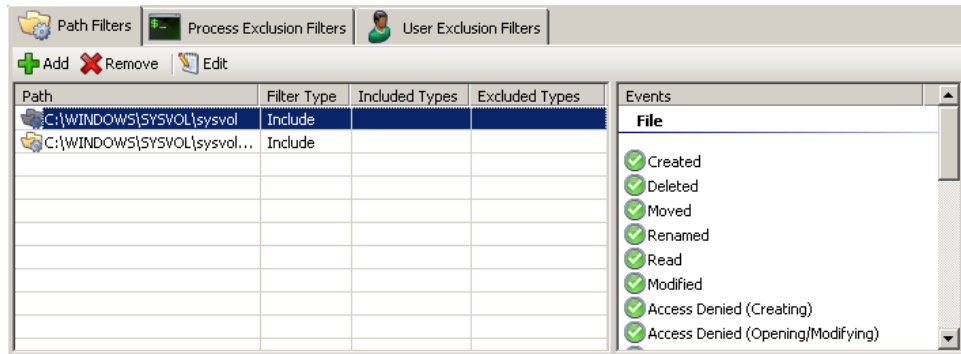 Path Filters Process Exclusion Filters User Exclusion Filters
Add Remove Edit
Path Filter Type Included Types Excluded Types Events
C:\WINDOWS\SYSVOL\sysvol Include File
C:\WINDOWS\SYSVOL\sysvol... Include
Created
Deleted
Moved
Renamed
Read
Modified
Access Denied (Creating)
Access Denied (Opening/Modifying)